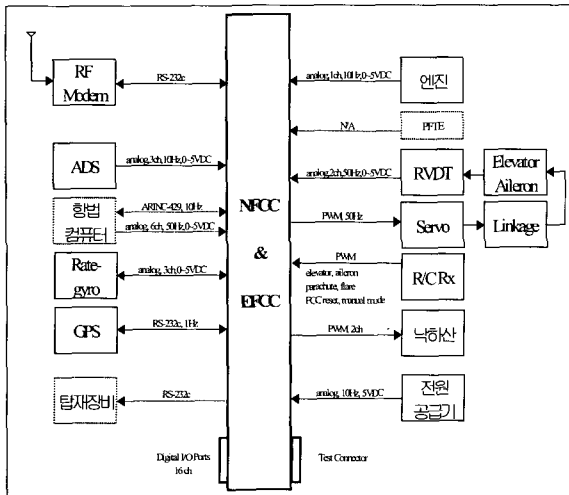 RF
Modem
RS-232c
analog, 1ch, 10Hz, 0~5VDC
엔진
N/A
PFTE
ADS
analog, 3ch, 10Hz, 0~5VDC
analog, 2ch, 50Hz, 0~5VDC
RVDT
Elevator
Aileron
항법
컴퓨터
ARINC-429, 10Hz
analog, 6ch, 50Hz, 0~5VDC
NFCC
&
EFCC
PWM, 50Hz
Servo
Linkage
Rate-
gyro
analog, 3ch, 0~5VDC
PWM
elevator, aileron
parachute, flare
FCC reset, manual mode
R/C Rx
GPS
RS-232c, 1Hz
PWM, 2ch
낙하산
탑재장비
RS-232c
analog, 10Hz, 5VDC
전원
공급기
Digital I/O Ports
16 ch
Test Connector